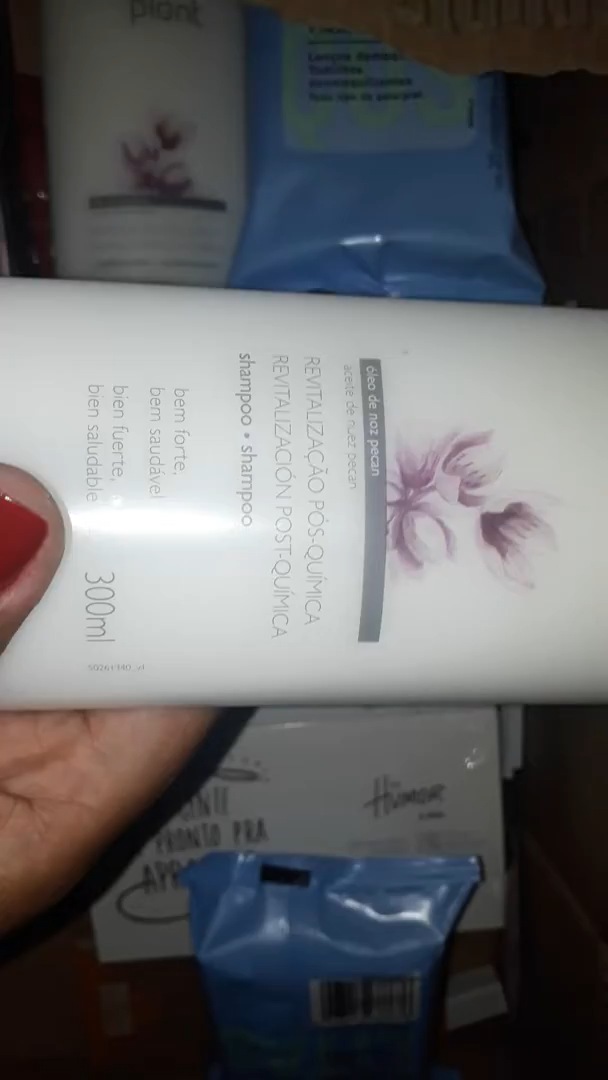 plant
óleo de noz pecan
aceite de nuez pecan
REVITALIZAÇÃO PÓS-QUÍMICA
REVITALIZACIÓN POST-QUÍMICA
shampoo • shampoo
bem forte,
bem saudável
bien fuerte,
bien saludable
300ml
Humor
PRONTO PRA